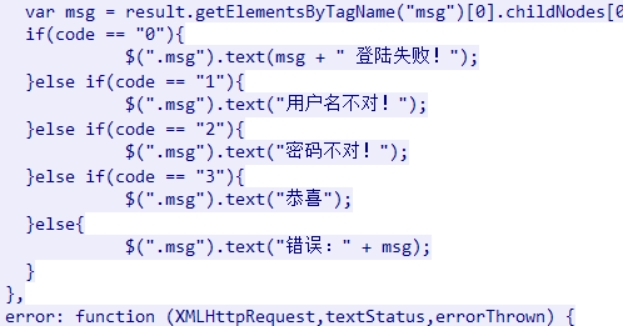 var msg = result.getElementsByTagName("msg")[0].childNodes[0
if(code == "0"){
$(".msg").text(msg + " 登陆失败！");
}else if(code == "1"){
$(".msg").text("用户名不对！");
}else if(code == "2"){
$(".msg").text("密码不对！");
}else if(code == "3"){
$(".msg").text("恭喜");
}else{
$(".msg").text("错误：" + msg);
}
},
error: function (XMLHttpRequest,textStatus,errorThrown) {